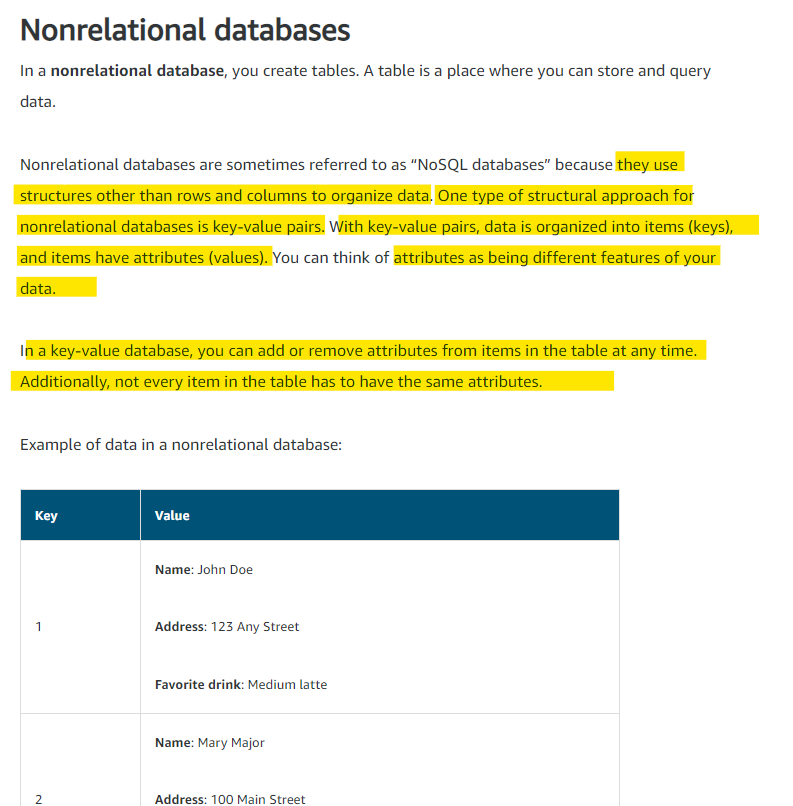 Nonrelational databases
In a nonrelational database, you create tables. A table is a place where you can store and query
data.
Nonrelational databases are sometimes referred to as “NoSQL databases” because they use
structures other than rows and columns to organize data. One type of structural approach for
nonrelational databases is key-value pairs. With key-value pairs, data is organized into items (keys),
and items have attributes (values). You can think of attributes as being different features of your
data.
In a key-value database, you can add or remove attributes from items in the table at any time.
Additionally, not every item in the table has to have the same attributes.
Example of data in a nonrelational database:
Key Value
Name: John Doe
1 Address: 123 Any Street
Favorite drink: Medium latte
Name: Mary Major
2 Address: 100 Main Street